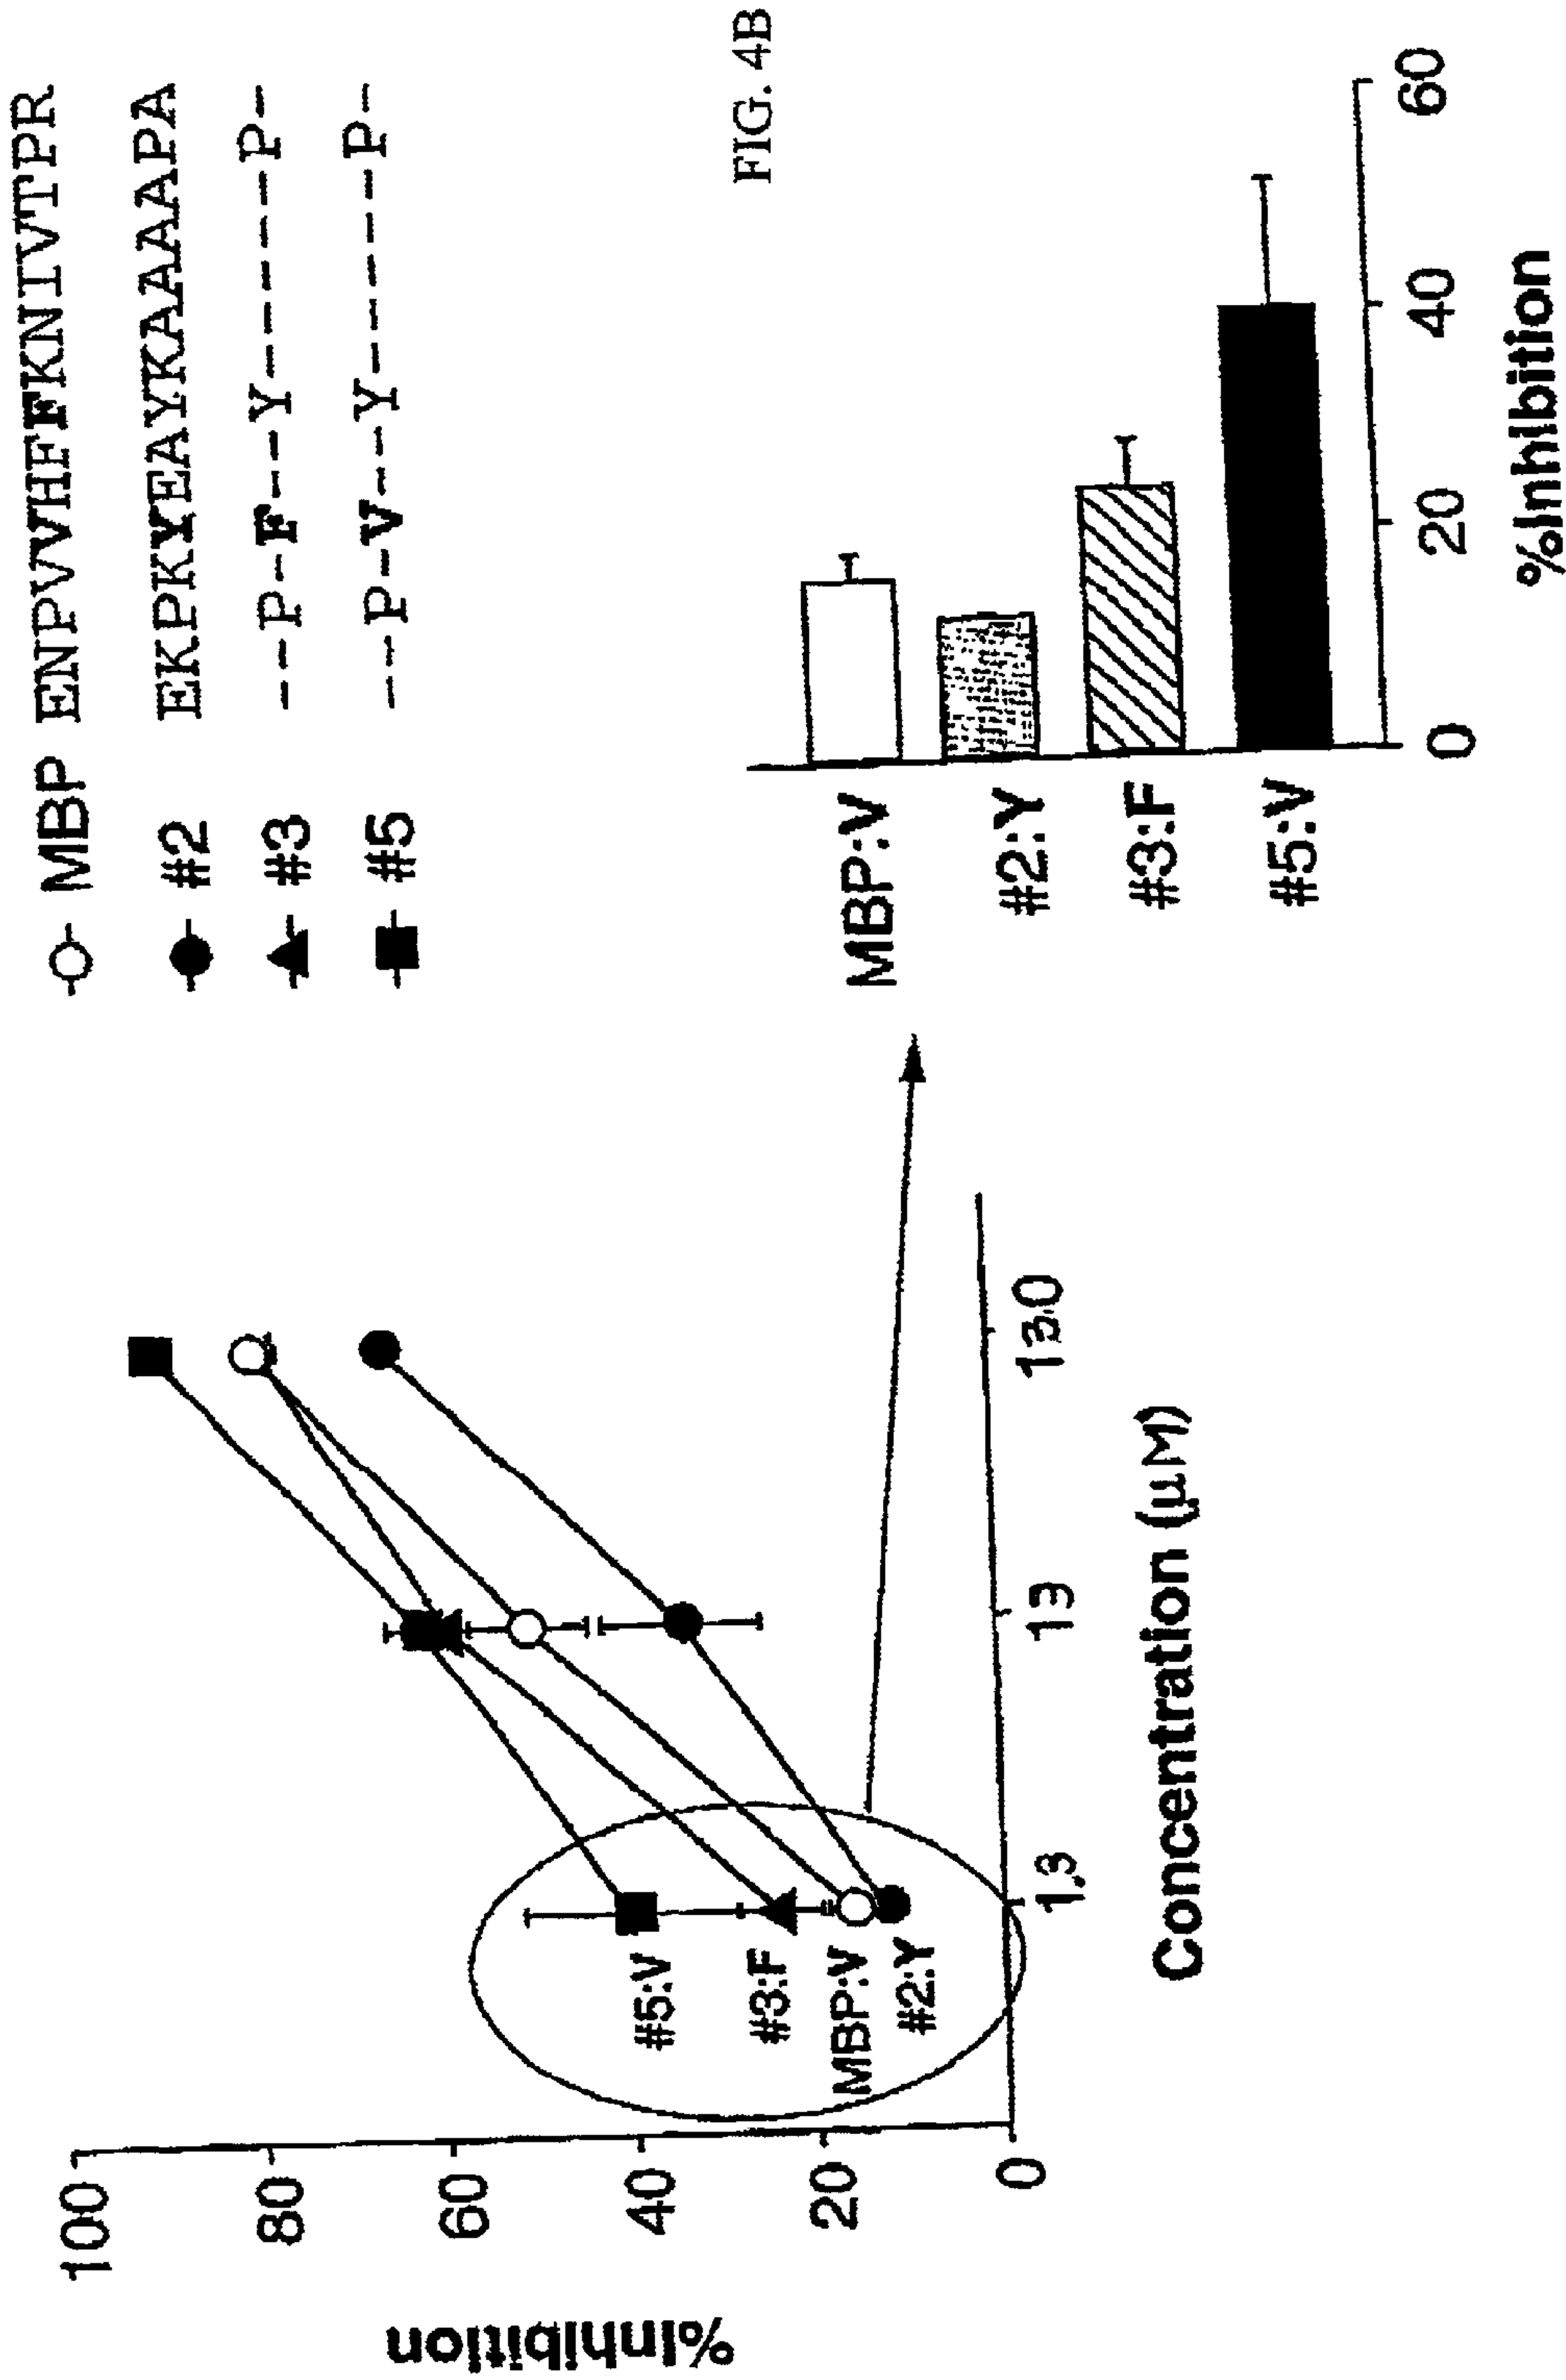 MBP ENPVVHFFKNIVTPR
#2 EKPKYEAYKAAAAPA
#3 ---P-F--Y-----P-
#5 ---P-V--Y-----P-
%Inhibition
100
80
60
40
20
0
#5:V
#3:F
MBP:V
#2:Y
1.3
13
130
Concentration (µM)
FIG. 4B
MBP:V
#2:Y
#3:F
#5:V
0
20
40
60
%Inhibition